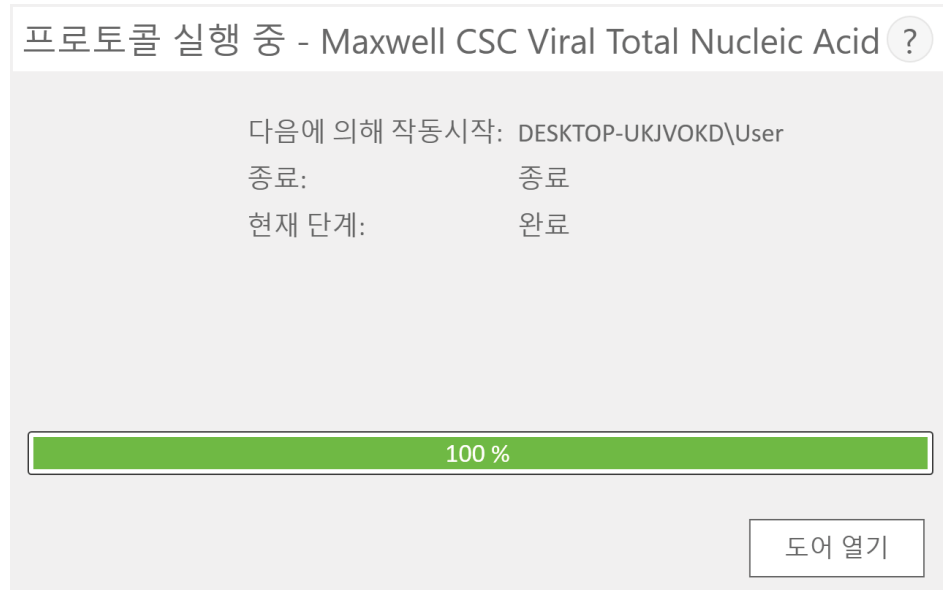 프로토콜 실행 중 - Maxwell CSC Viral Total Nucleic Acid ?
다음에 의해 작동시작: DESKTOP-UKJVOKD\User
종료: 종료
현재 단계: 완료
100 %
도어 열기